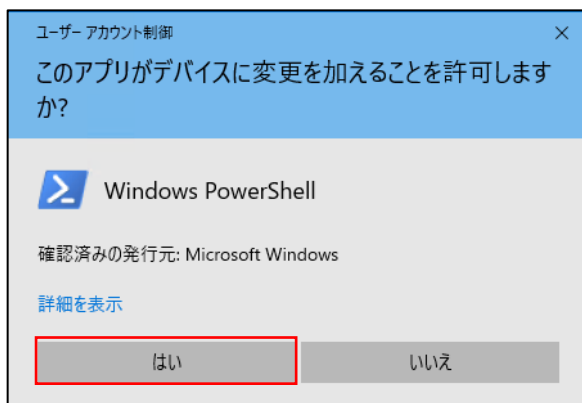 ユーザー アカウント制御
このアプリがデバイスに変更を加えることを許可します
か?
Windows PowerShell
確認済みの発行元: Microsoft Windows
詳細を表示
はい
いいえ